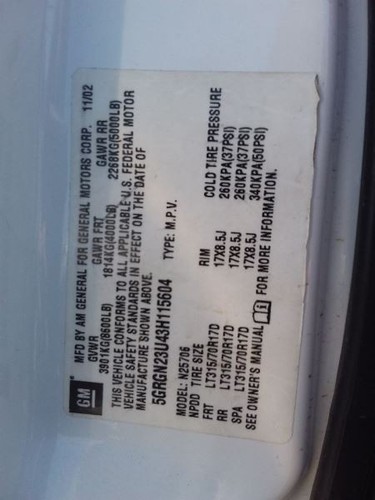 GM
MFD BY AM GENERAL FOR GENERAL MOTORS CORP. 11/02
GVWR GAWR FRT GAWR RR
3901KG(8600LB) 1814KG(4000LB) 2268KG(5000LB)
THIS VEHICLE CONFORMS TO ALL APPLICABLE U.S. FEDERAL MOTOR
VEHICLE SAFETY STANDARDS IN EFFECT ON THE DATE OF
MANUFACTURE SHOWN ABOVE.
5GRGN23U43H115604 TYPE: M.P.V.
MODEL: N25706
NPOD TIRE SIZE RIM COLD TIRE PRESSURE
FRT LT315/70R17D 17X8.5J 260KPA(37PSI)
RR LT315/70R17D 17X8.5J 260KPA(37PSI)
SPA LT315/70R17D 17X8.5J 340KPA(50PSI)
SEE OWNER'S MANUAL FOR MORE INFORMATION.